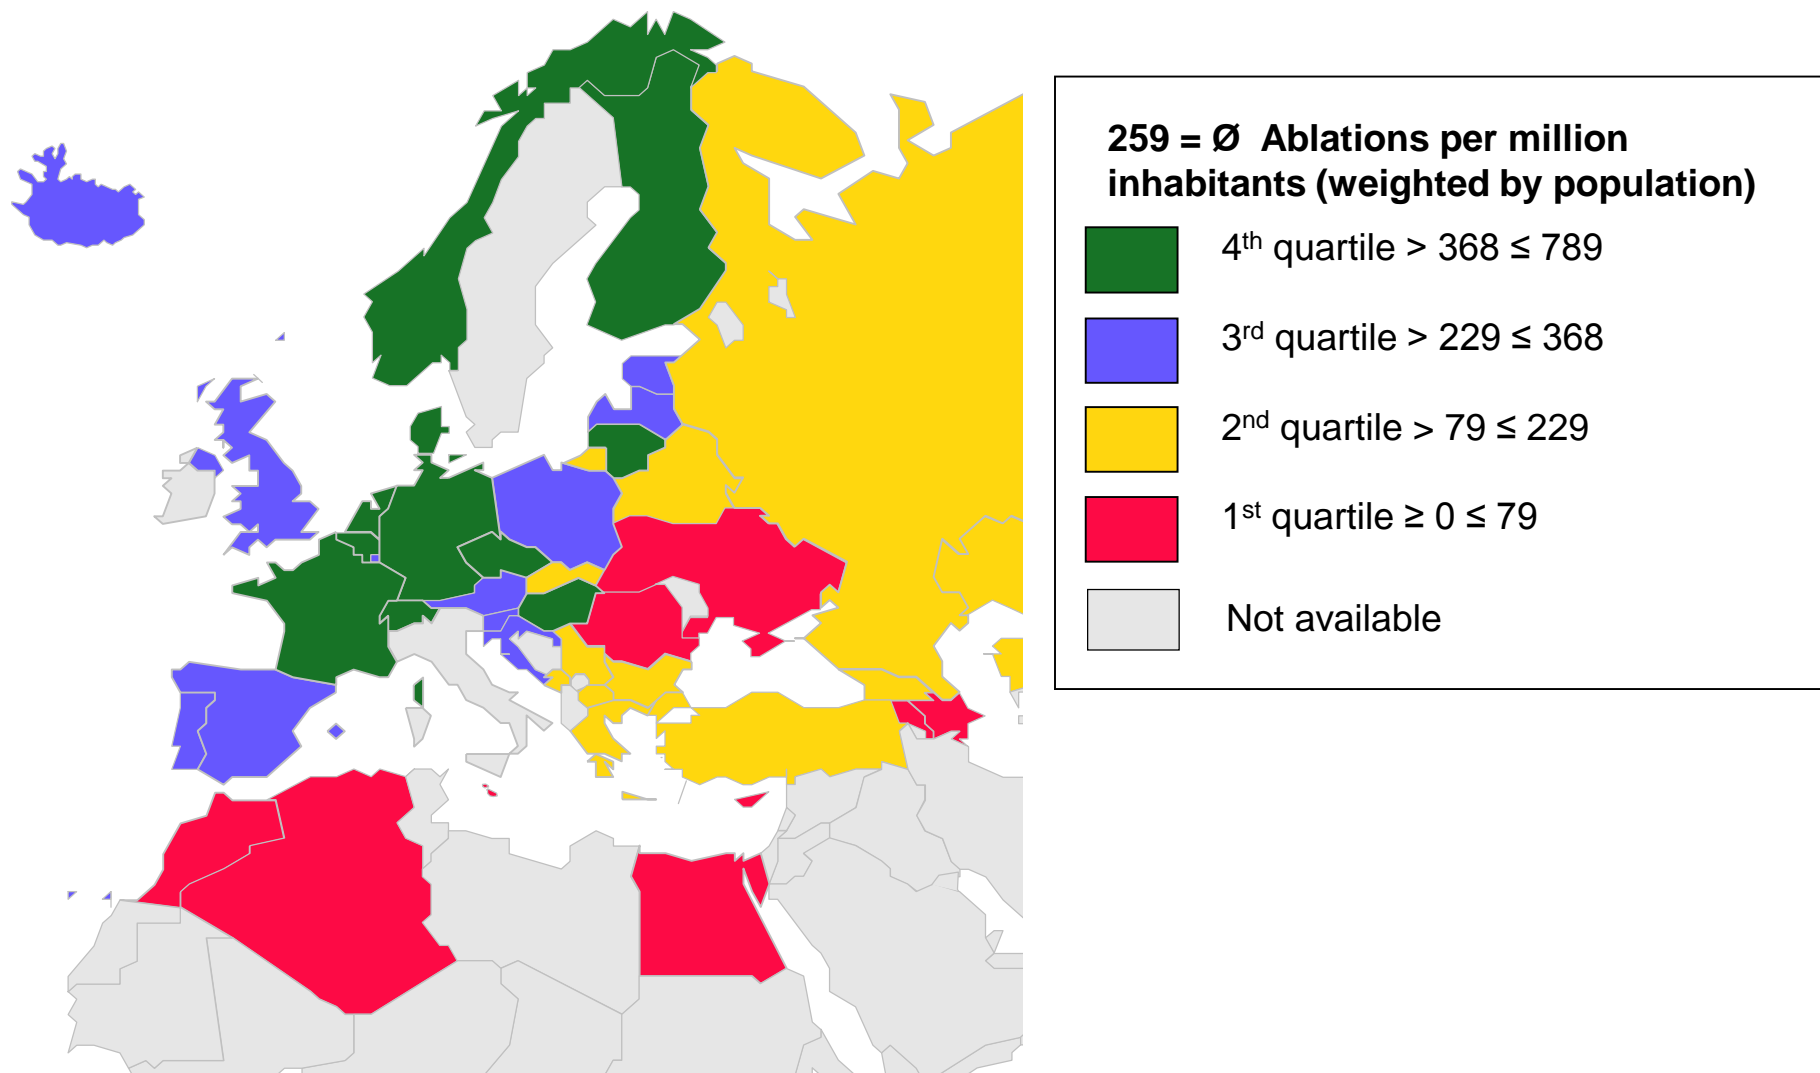 259 = Ø Ablations per million
inhabitants (weighted by population)
4th quartile > 368 ≤ 789
3rd quartile > 229 ≤ 368
2nd quartile > 79 ≤ 229
1st quartile ≥ 0 ≤ 79
Not available